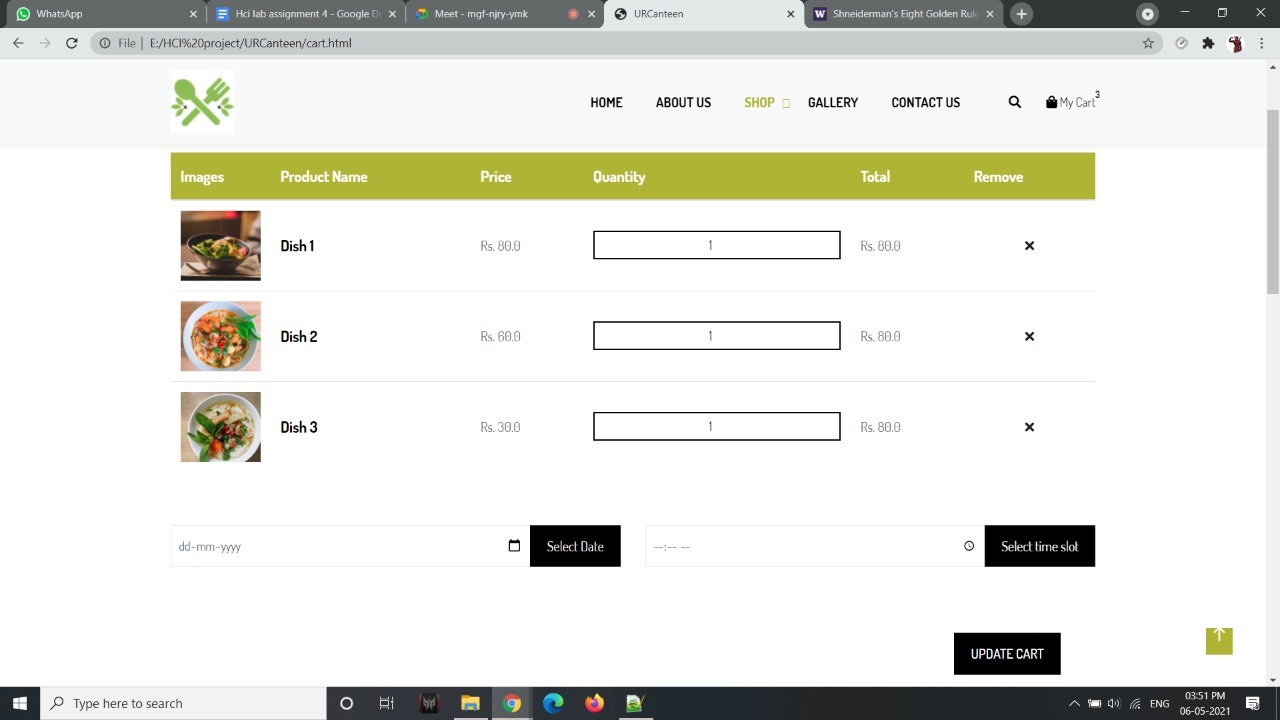 WhatsApp
Hci lab assignment 4 - Google D
Meet - mgf-njry-ynk
URCanteen
Shneiderman's Eight Golden Rule
File | E:/HCI%20project/URCanteen/cart.html
HOME ABOUT US SHOP GALLERY CONTACT US My Cart 3
Images Product Name Price Quantity Total Remove
Dish 1 Rs. 80.0 1 Rs. 80.0
Dish 2 Rs. 60.0 1 Rs. 80.0
Dish 3 Rs. 30.0 1 Rs. 80.0
dd-mm-yyyy Select Date --:-- -- Select time slot
UPDATE CART
Type here to search
ENG
03:51 PM
06-05-2021